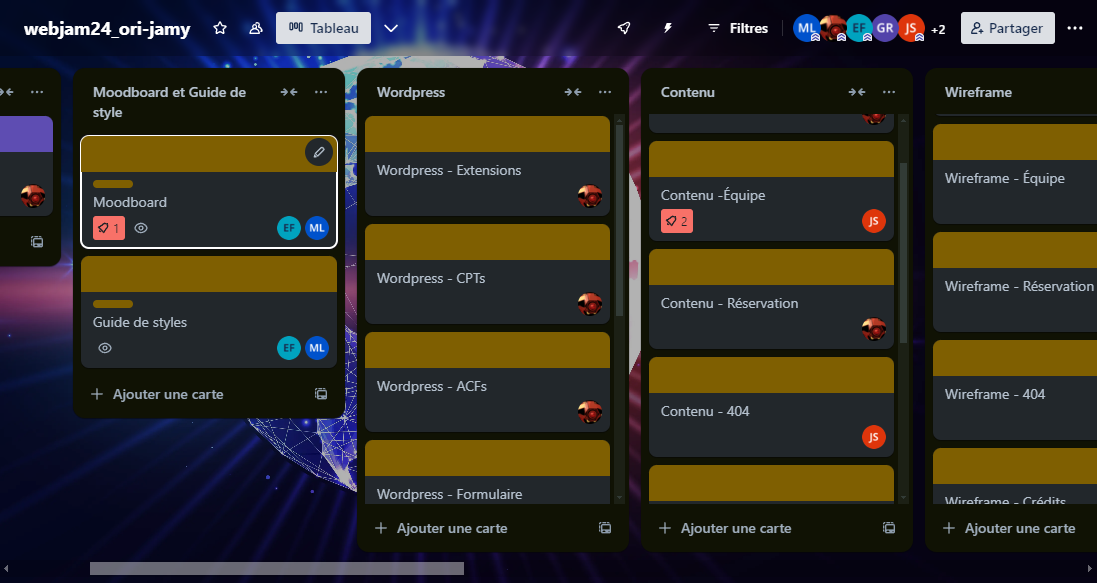 webjam24_ori-jamy
Tableau
Filtres
ML EF GR JS +2
Partager
Moodboard et Guide de
style
Moodboard
1
EF ML
Guide de styles
EF ML
Ajouter une carte
Wordpress
Wordpress - Extensions
Wordpress - CPTs
Wordpress - ACFs
Wordpress - Formulaire
Ajouter une carte
Contenu
Contenu -Équipe
2
JS
Contenu - Réservation
Contenu - 404
JS
Ajouter une carte
Wireframe
Wireframe - Équipe
Wireframe - Réservation
Wireframe - 404
Wireframe - Crédits
Ajouter une carte